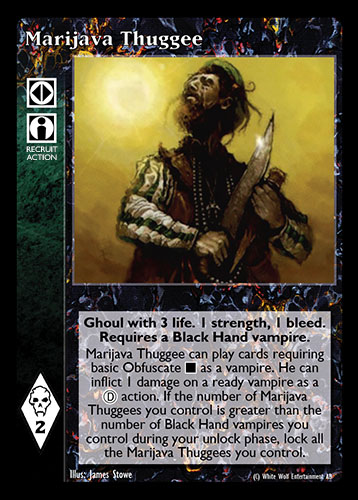 Marijava Thuggee
RECRUIT
ACTION
Ghoul with 3 life. 1 strength, 1 bleed.
Requires a Black Hand vampire.
Marijava Thuggee can play cards requiring
basic Obfuscate as a vampire. He can
inflict 1 damage on a ready vampire as a
D action. If the number of Marijava
Thuggees you control is greater than the
number of Black Hand vampires you
control during your unlock phase, lock all
the Marijava Thuggees you control.
2
Illus: James Stowe
(C) White Wolf Entertainment AB